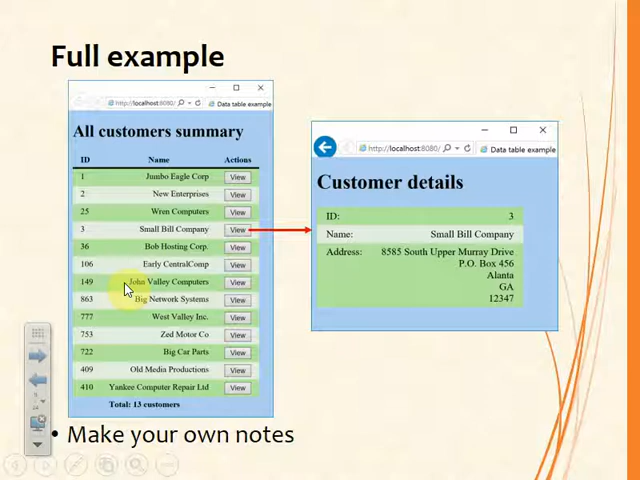 Full example
http://localhost:8080/
Data table example
All customers summary
ID Name Actions
1 Jumbo Eagle Corp View
2 New Enterprises View
25 Wren Computers View
3 Small Bill Company View
36 Bob Hosting Corp. View
106 Early CentralComp View
149 John Valley Computers View
863 Big Network Systems View
777 West Valley Inc. View
753 Zed Motor Co View
722 Big Car Parts View
409 Old Media Productions View
410 Yankee Computer Repair Ltd View
Total: 13 customers
http://localhost:8080/
Data table example
Customer details
ID: 3
Name: Small Bill Company
Address: 8585 South Upper Murray Drive
P.O. Box 456
Alanta
GA
12347
• Make your own notes